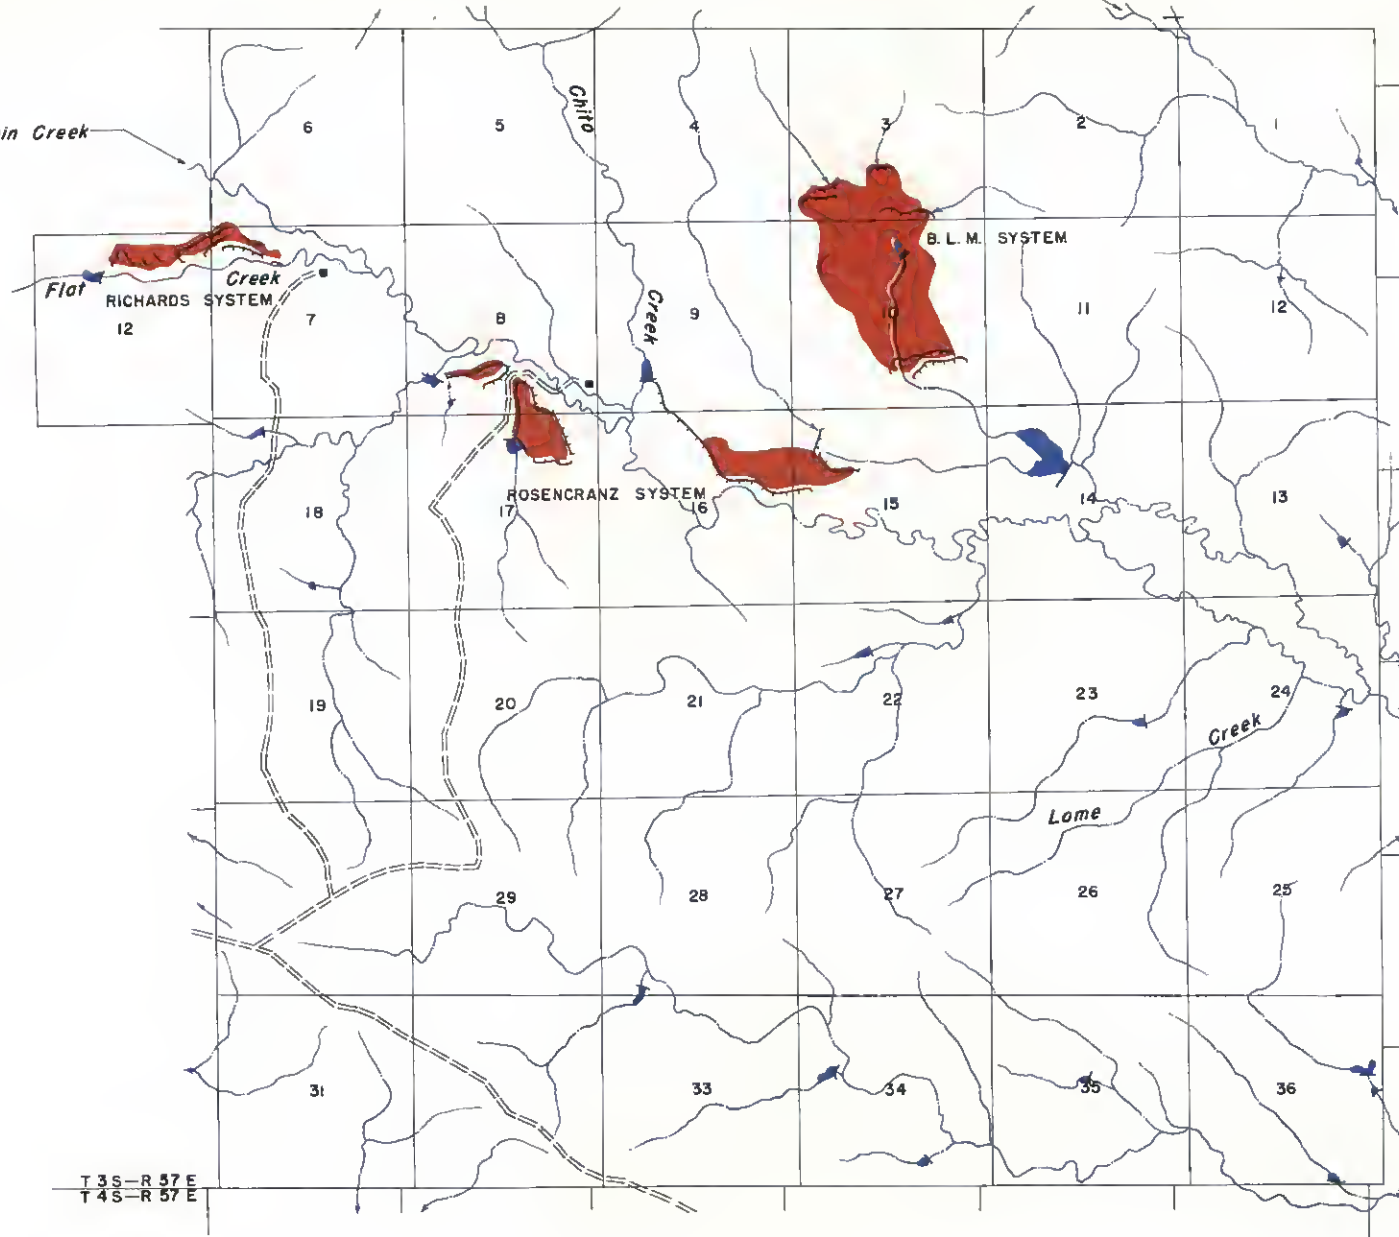 6
5
Chito
4
3
2
1
in Creek
B. L. M. SYSTEM
Flat
Creek
RICHARDS SYSTEM
12
7
8
Creek
9
10
11
12
ROSENCRANZ SYSTEM
18
17
16
15
14
13
19
20
21
22
23
24
Creek
Lome
29
28
27
26
25
31
33
34
35
36
T 3 S—R 57 E
T 4 S—R 57 E